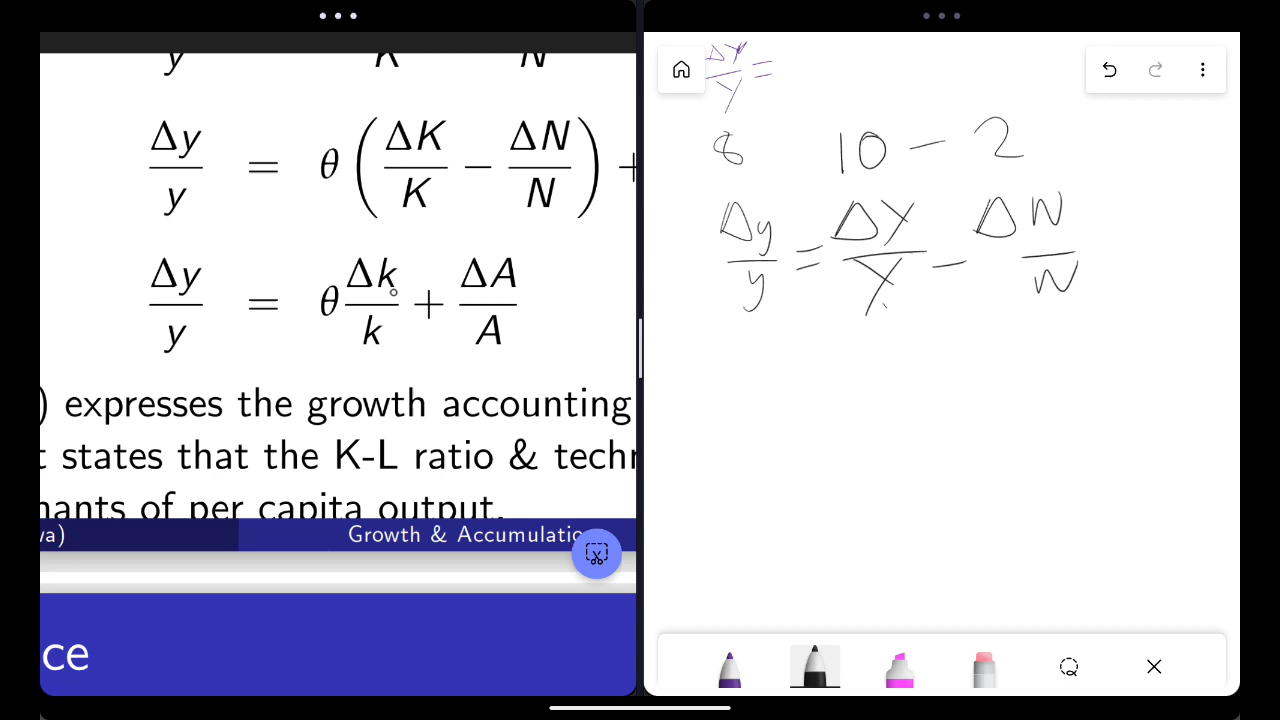 y K N
Δy/y = θ (ΔK/K − ΔN/N) +
Δy/y = θ Δk/k + ΔA/A
) expresses the growth accounting
t states that the K-L ratio & techn
nants of per capita output.
va) Growth & Accumulatio
ce
ΔY/Y =
8 10 − 2
Δy/y = ΔY/Y − ΔN/N